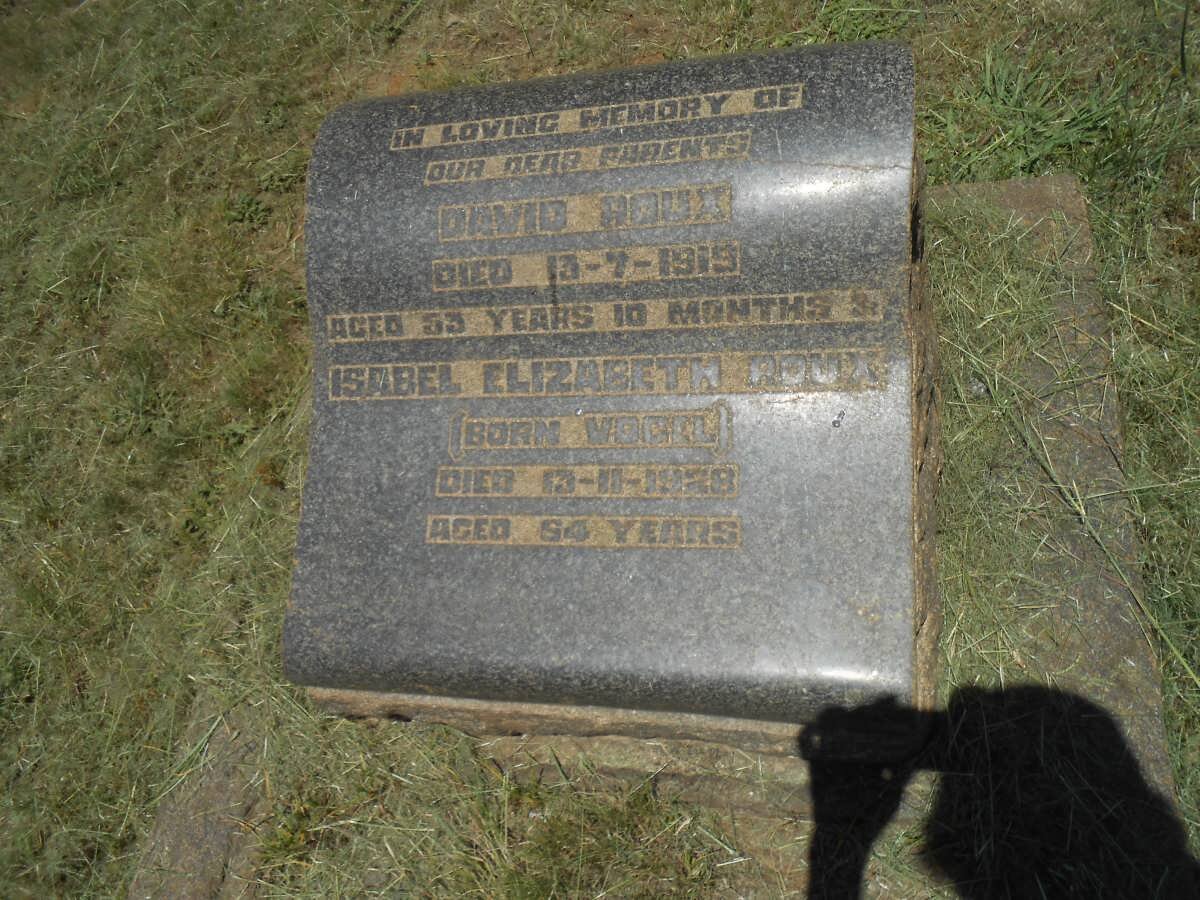 IN LOVING MEMORY OF
OUR DEAR PARENTS
DAVID ROUX
DIED 13-7-1919
AGED 53 YEARS 10 MONTHS &
ISABEL ELIZABETH ROUX
(BORN VOGEL)
DIED 13-11-1928
AGED 64 YEARS